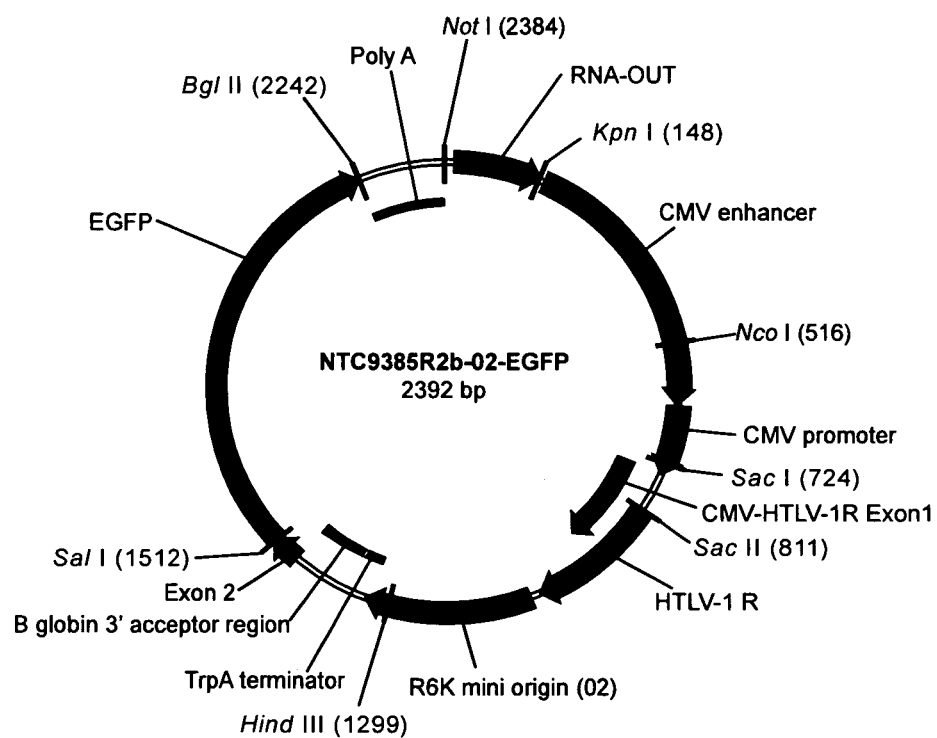 Not I (2384)
Poly A
RNA-OUT
Bgl II (2242)
Kpn I (148)
EGFP
CMV enhancer
Nco I (516)
NTC9385R2b-02-EGFP
2392 bp
CMV promoter
Sac I (724)
CMV-HTLV-1R Exon1
Sac II (811)
Sal I (1512)
Exon 2
HTLV-1 R
B globin 3' acceptor region
TrpA terminator
R6K mini origin (02)
Hind III (1299)